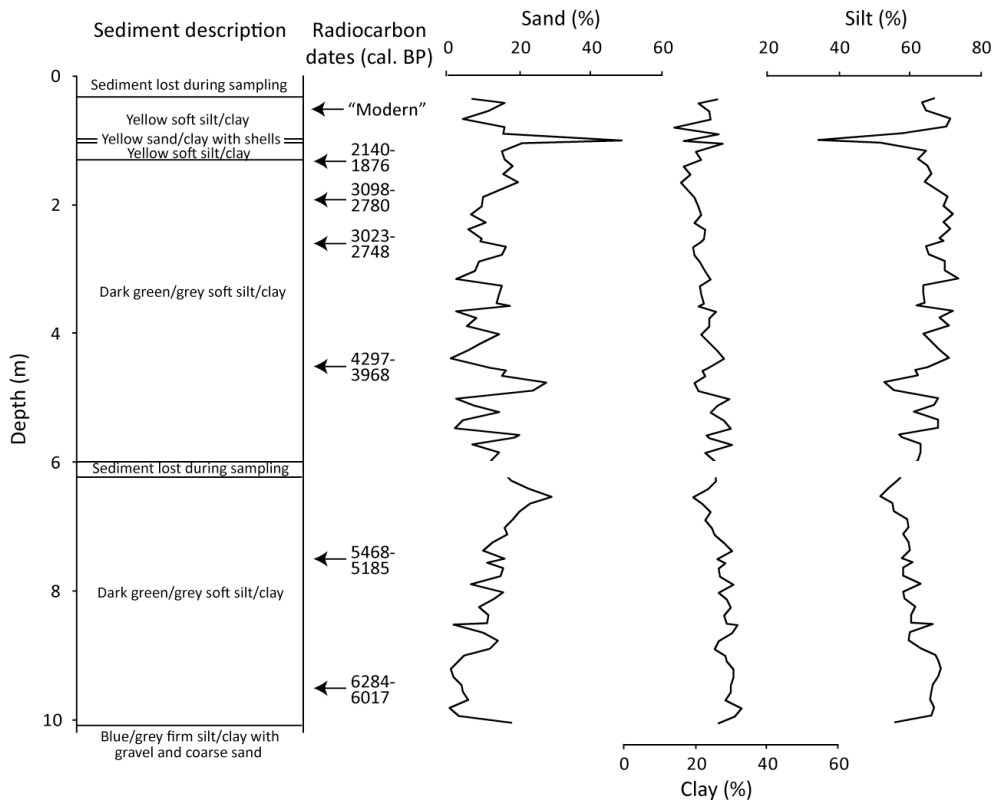 Sediment description
Radiocarbon
dates (cal. BP)
Sand (%)
Silt (%)
0
20
40
60
20
40
60
80
0
Sediment lost during sampling
Yellow soft silt/clay
"Modern"
Yellow sand/clay with shells
Yellow soft silt/clay
2140-
1876
3098-
2780
2
3023-
2748
Dark green/grey soft silt/clay
4
4297-
3968
Depth (m)
6
Sediment lost during sampling
5468-
5185
8
Dark green/grey soft silt/clay
6284-
6017
10
Blue/grey firm silt/clay with
gravel and coarse sand
0
20
40
60
Clay (%)